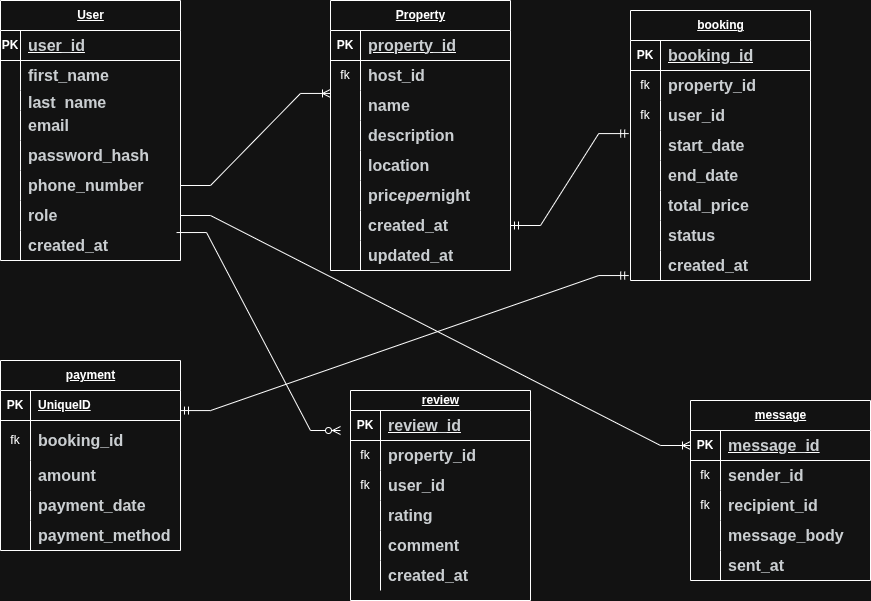 User
PK user_id
first_name
last_name
email
password_hash
phone_number
role
created_at
Property
PK property_id
fk host_id
name
description
location
pricepernight
created_at
updated_at
booking
PK booking_id
fk property_id
fk user_id
start_date
end_date
total_price
status
created_at
payment
PK UniqueID
fk booking_id
amount
payment_date
payment_method
review
PK review_id
fk property_id
fk user_id
rating
comment
created_at
message
PK message_id
fk sender_id
fk recipient_id
message_body
sent_at